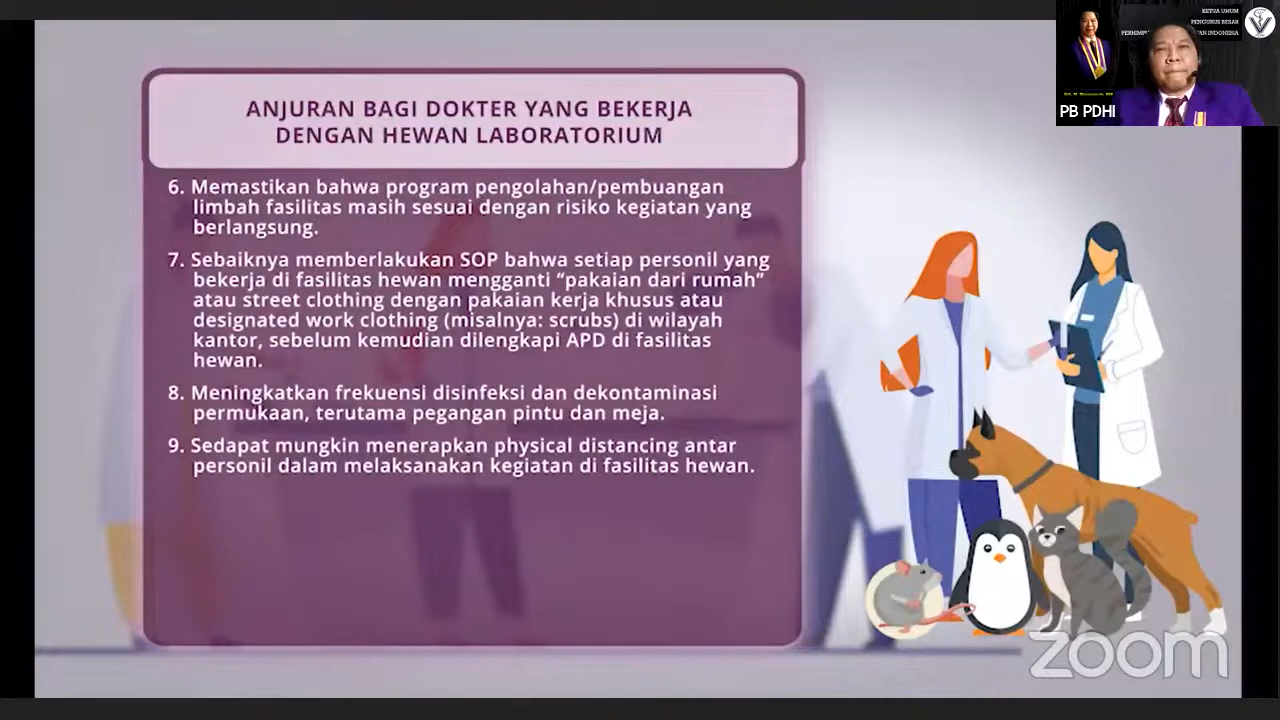 KETUA UMUM
PENGURUS BESAR
PB PDHI
ANJURAN BAGI DOKTER YANG BEKERJA
DENGAN HEWAN LABORATORIUM
6. Memastikan bahwa program pengolahan/pembuangan
limbah fasilitas masih sesuai dengan risiko kegiatan yang
berlangsung.
7. Sebaiknya memberlakukan SOP bahwa setiap personil yang
bekerja di fasilitas hewan mengganti “pakaian dari rumah”
atau street clothing dengan pakaian kerja khusus atau
designated work clothing (misalnya: scrubs) di wilayah
kantor, sebelum kemudian dilengkapi APD di fasilitas
hewan.
8. Meningkatkan frekuensi disinfeksi dan dekontaminasi
permukaan, terutama pegangan pintu dan meja.
9. Sedapat mungkin menerapkan physical distancing antar
personil dalam melaksanakan kegiatan di fasilitas hewan.
zoom